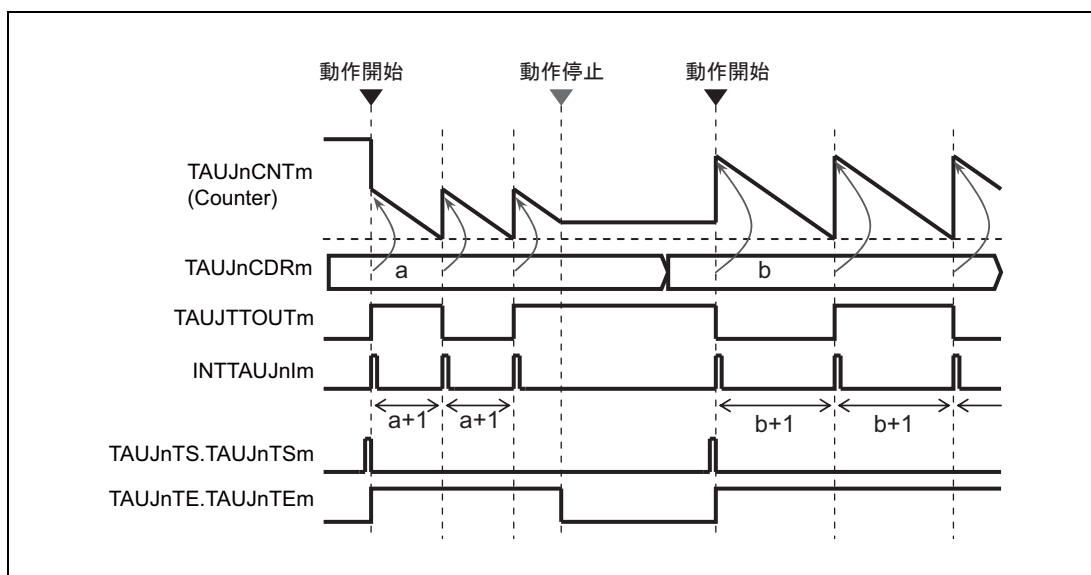 動作開始 動作停止 動作開始
TAUJnCNTm
(Counter)
TAUJnCDRm a b
TAUJTTOUTm
INTTAUJnIm
a+1 a+1 b+1 b+1
TAUJnTS.TAUJnTSm
TAUJnTE.TAUJnTEm